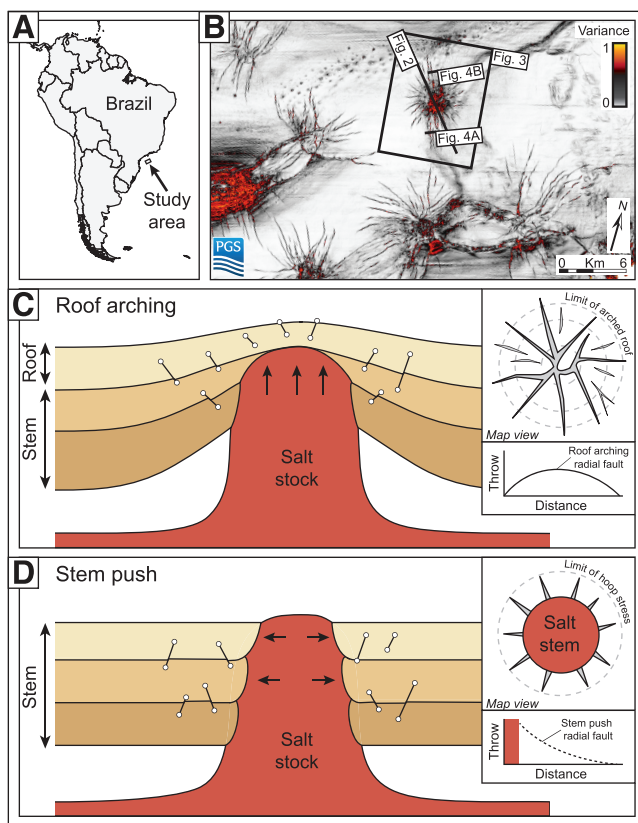 A
Brazil
Study
area
B
Variance
1
0
Fig. 2
Fig. 3
Fig. 4B
Fig. 4A
PGS
N
0 Km 6
C
Roof arching
Roof
Stem
Salt
stock
Limit of arched roof
Map view
Throw
Roof arching
radial fault
Distance
D
Stem push
Stem
Salt
stock
Limit of hoop stress
Salt
stem
Map view
Throw
Stem push
radial fault
Distance